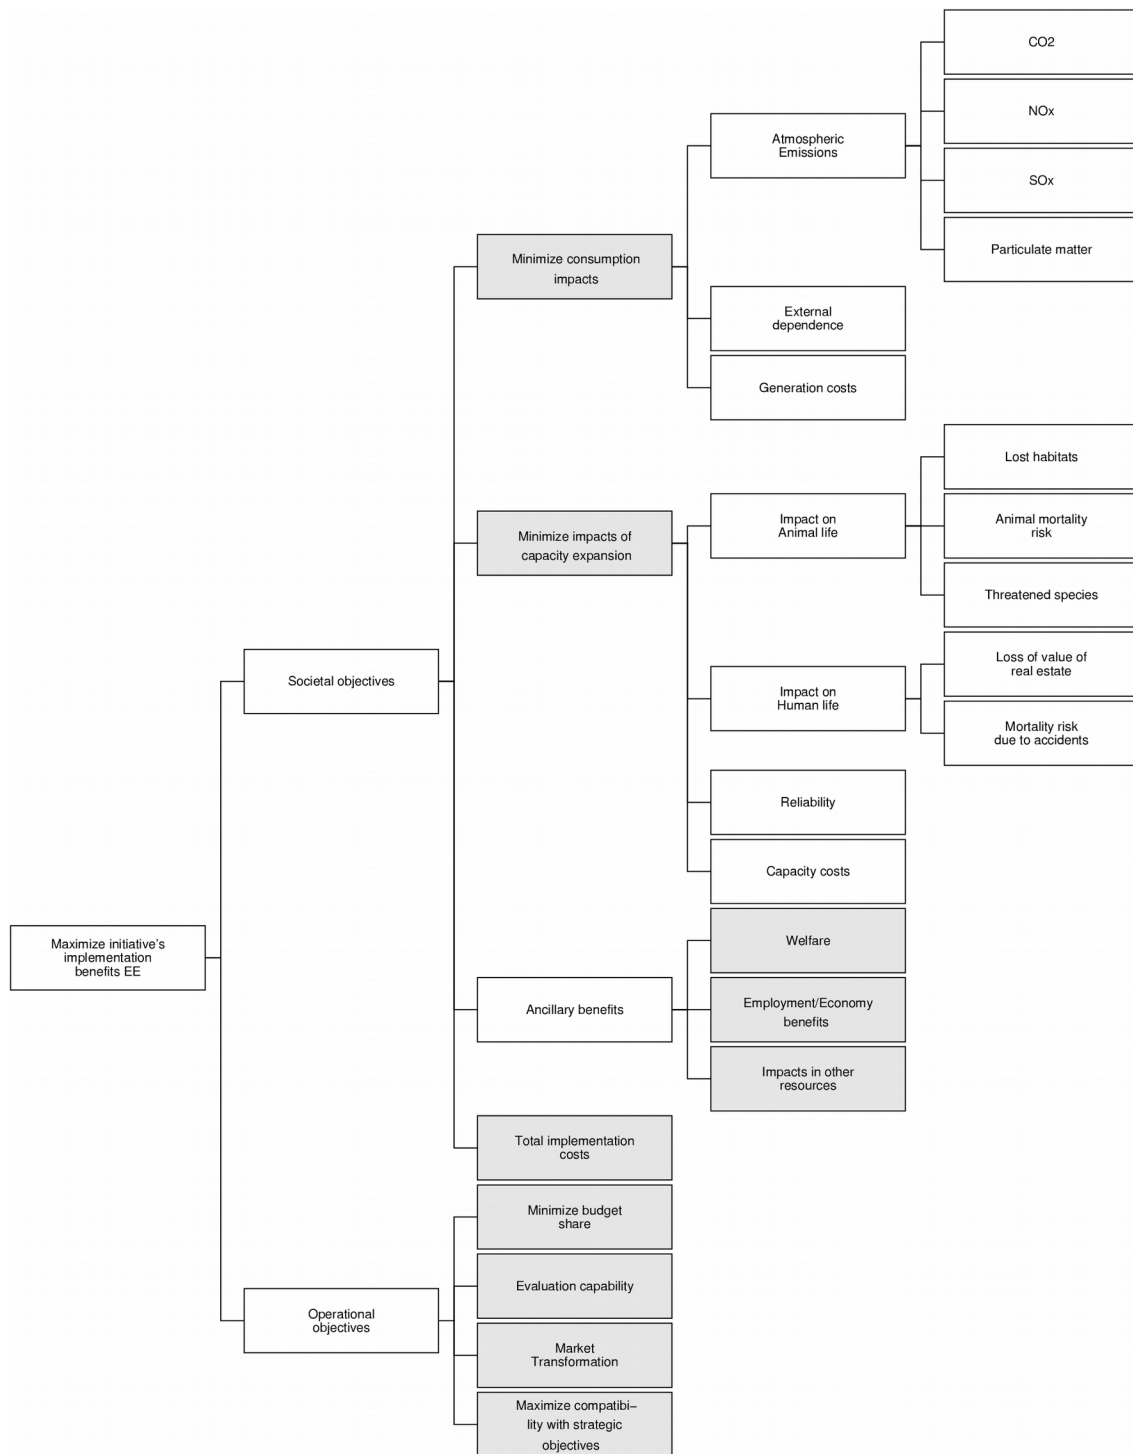 CO2
NOx
Atmospheric
Emissions
SOx
Particulate matter
Minimize consumption
impacts
External
dependence
Generation costs
Lost habitats
Impact on
Animal life
Animal mortality
risk
Minimize impacts of
capacity expansion
Threatened species
Loss of value of
real estate
Societal objectives
Impact on
Human life
Mortality risk
due to accidents
Reliability
Capacity costs
Welfare
Maximize initiative's
implementation
benefits EE
Ancillary benefits
Employment/Economy
benefits
Impacts in other
resources
Total implementation
costs
Minimize budget
share
Evaluation capability
Operational
objectives
Market
Transformation
Maximize compatibi–
lity with strategic
objectives